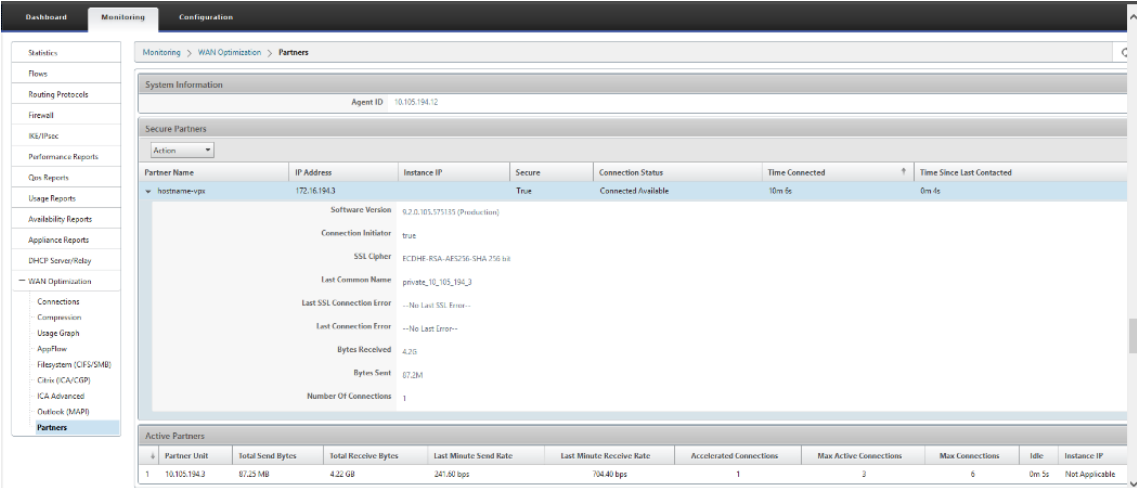 Dashboard Monitoring Configuration
Statistics
Flows
Routing Protocols
Firewall
IKE/IPsec
Performance Reports
Qos Reports
Usage Reports
Availability Reports
Appliance Reports
DHCP Server/Relay
WAN Optimization
Connections
Compression
Usage Graph
AppFlow
Filesystem (CIFS/SMB)
Citrix (ICA/CGP)
ICA Advanced
Outlook (MAPI)
Partners
Monitoring > WAN Optimization > Partners
System Information
Agent ID 10.105.194.12
Secure Partners
Action
Partner Name IP Address Instance IP Secure Connection Status Time Connected Time Since Last Contacted
hostname-vpx 172.16.194.3 True Connected Available 10m 6s 0m 4s
Software Version 9.2.0.105.575135 (Production)
Connection Initiator true
SSL Cipher ECDHE-RSA-AES256-SHA 256 bit
Last Common Name private_10_105_194_3
Last SSL Connection Error --No Last SSL Error--
Last Connection Error --No Last Error--
Bytes Received 4.2G
Bytes Sent 87.2M
Number Of Connections 1
Active Partners
Partner Unit Total Send Bytes Total Receive Bytes Last Minute Send Rate Last Minute Receive Rate Accelerated Connections Max Active Connections Max Connections Idle Instance IP
1 10.105.194.3 87.25 MB 4.22 GB 241.60 bps 704.40 bps 1 3 6 0m 5s Not Applicable